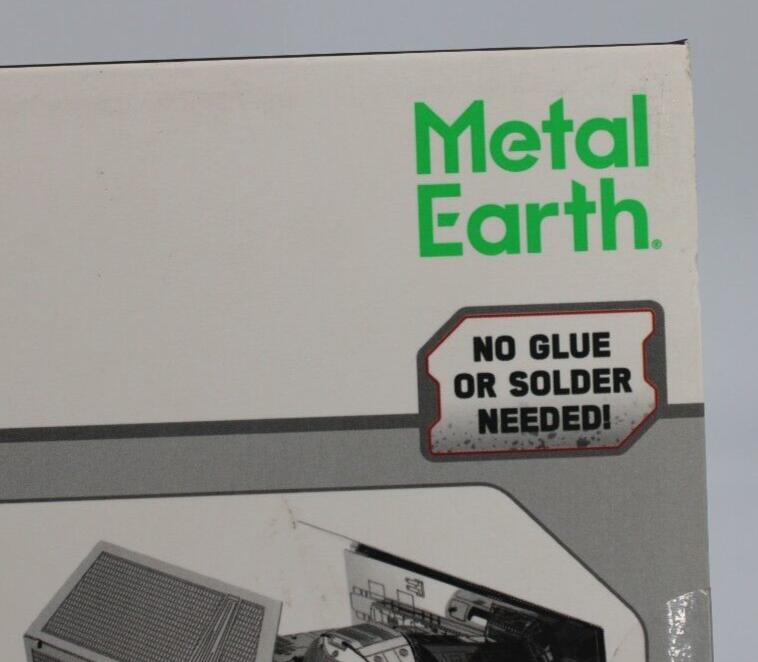 Metal
Earth®
NO GLUE
OR SOLDER
NEEDED!